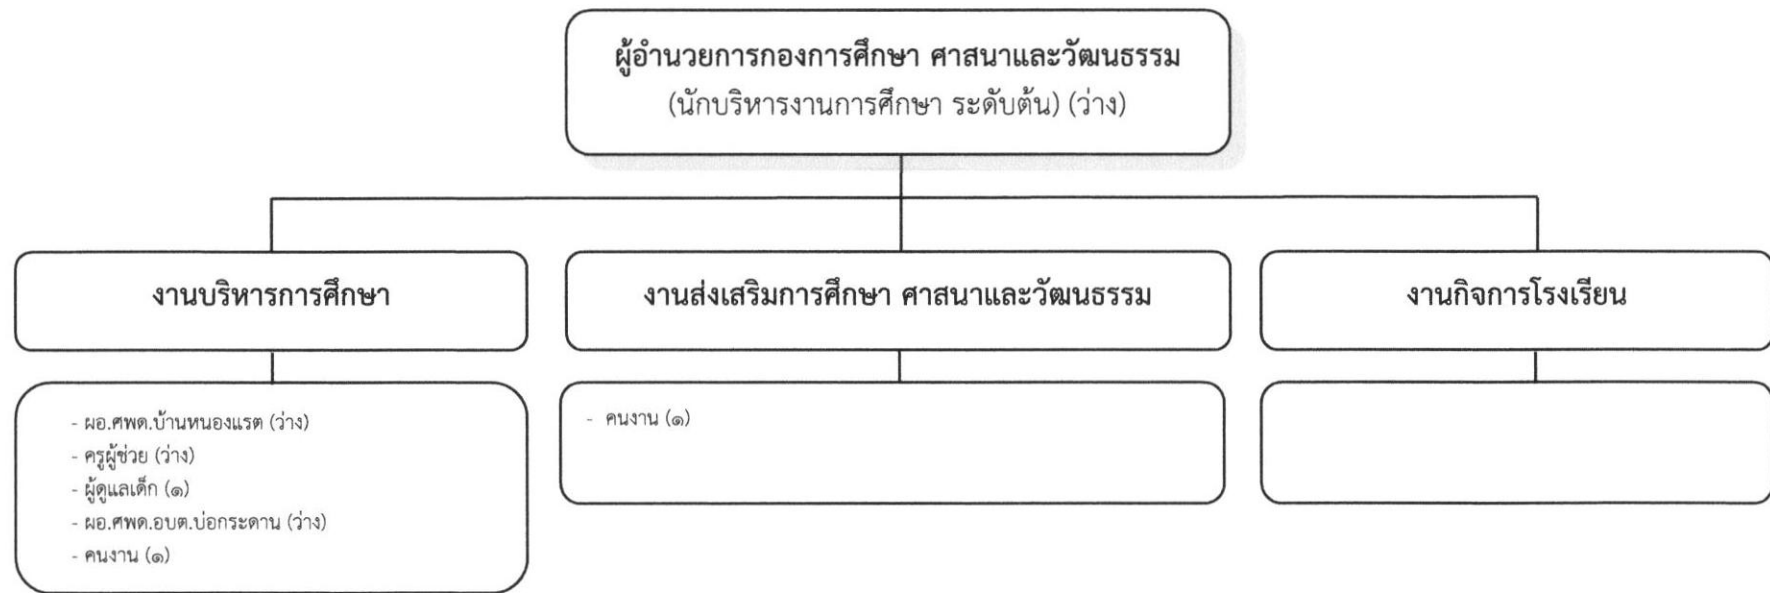 ผู้อำนวยการกองการศึกษา ศาสนาและวัฒนธรรม
(นักบริหารงานการศึกษา ระดับต้น) (ว่าง)
งานบริหารการศึกษา
งานส่งเสริมการศึกษา ศาสนาและวัฒนธรรม
งานกิจการโรงเรียน
- ผอ.ศพด.บ้านหนองแรต (ว่าง)
- ครูผู้ช่วย (ว่าง)
- ผู้ดูแลเด็ก (๑)
- ผอ.ศพด.อบต.บ่อกระดาน (ว่าง)
- คนงาน (๑)
- คนงาน (๑)